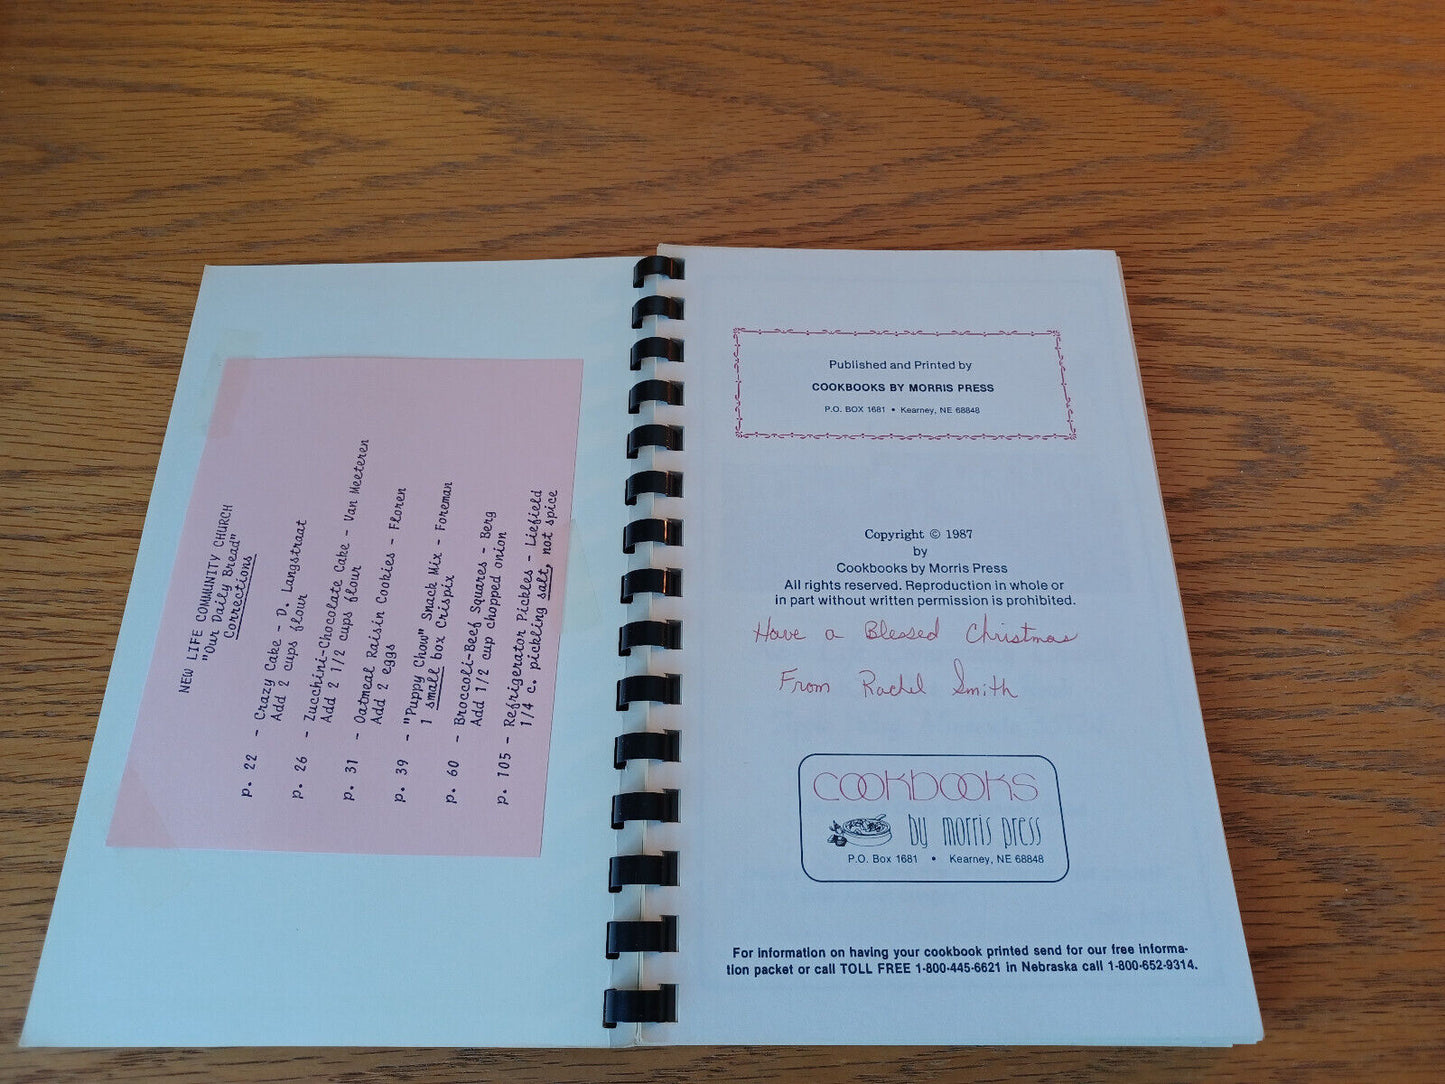 NEW LIFE COMMUNITY CHURCH
"Our Daily Bread"
Corrections
p. 22 - Crazy Cake - D. Langstraat
Add 2 cups flour
p. 26 - Zucchini-Chocolate Cake - Van Meeteren
Add 2 1/2 cups flour
p. 31 - Oatmeal Raisin Cookies - Floren
Add 2 eggs
p. 39 - "Puppy Chow" Snack Mix - Foreman
1 small box Crispix
p. 60 - Broccoli-Beef Squares - Berg
Add 1/2 cup chopped onion
p. 105 - Refrigerator Pickles - Liefield
1/4 c. pickling salt, not spice
Published and Printed by
COOKBOOKS BY MORRIS PRESS
P.O. BOX 1681 • Kearney, NE 68848
Copyright © 1987
by
Cookbooks by Morris Press
All rights reserved. Reproduction in whole or
in part without written permission is prohibited.
Have a Blessed Christmas
From Rachel Smith
COOKBOOKS
by morris press
P.O. Box 1681 • Kearney, NE 68848
For information on having your cookbook printed send for our free informa-
tion packet or call TOLL FREE 1-800-445-6621 in Nebraska call 1-800-652-9314.